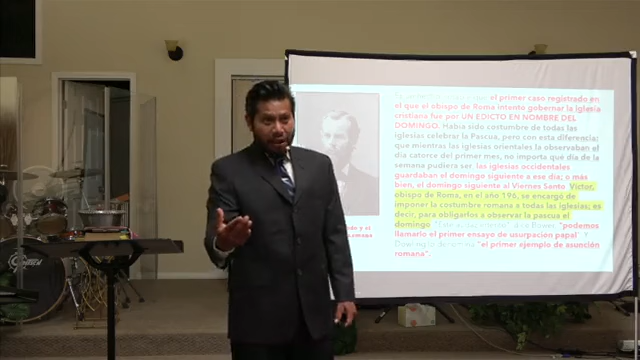 el primer caso registrado en
el que el obispo de Roma intentó gobernar la iglesia
cristiana fue por UN EDICTO EN NOMBRE DEL
DOMINGO. Había sido costumbre de todas las
iglesias celebrar la Pascua, pero con esta diferencia:
que mientras las iglesias orientales la observaban el
día catorce del primer mes, no importa qué día de la
semana pudiera ser, las iglesias occidentales
guardaban el domingo siguiente a ese día; o más
bien, el domingo siguiente al Viernes Santo. Víctor,
obispo de Roma, en el año 196, se encargó de
imponer la costumbre romana a todas las iglesias; es
decir, para obligarlos a observar la pascua el
domingo. "podemos
llamarlo el primer ensayo de usurpación papal". Y
Dowling lo denomina "el primer ejemplo de asunción
romana".